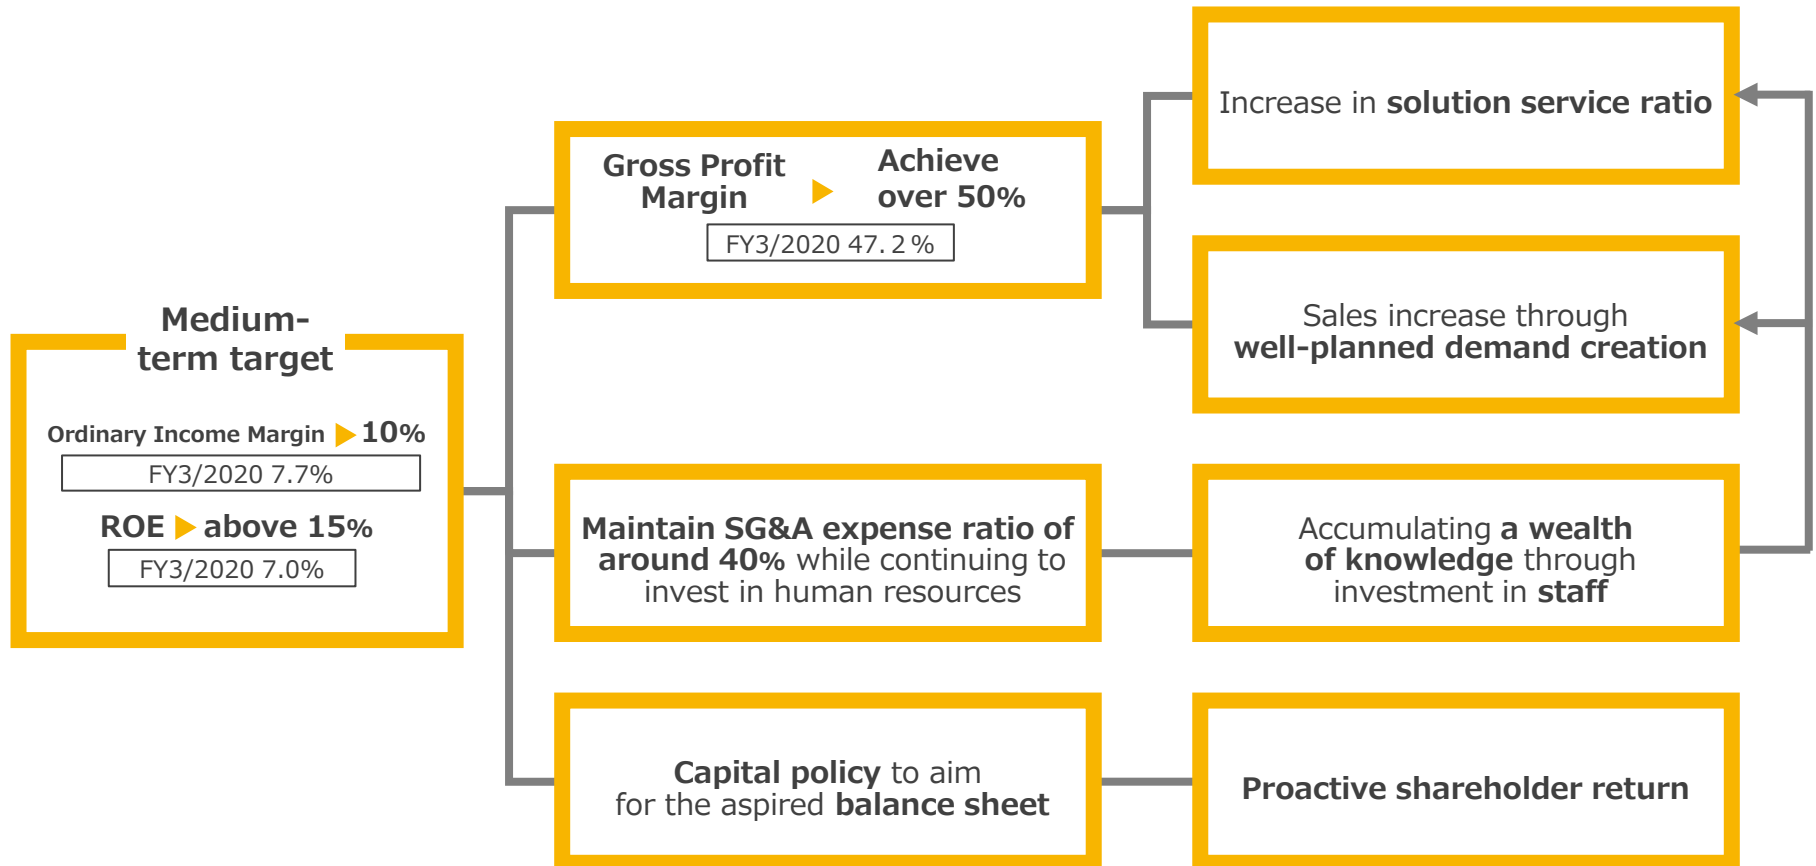 Medium-
term target
Ordinary Income Margin ▶ 10%
FY3/2020 7.7%
ROE ▶ above 15%
FY3/2020 7.0%
Gross Profit
Margin
▶
Achieve
over 50%
FY3/2020 47.2%
Increase in solution service ratio
Sales increase through
well-planned demand creation
Maintain SG&A expense ratio of
around 40% while continuing to
invest in human resources
Accumulating a wealth
of knowledge through
investment in staff
Capital policy to aim
for the aspired balance sheet
Proactive shareholder return